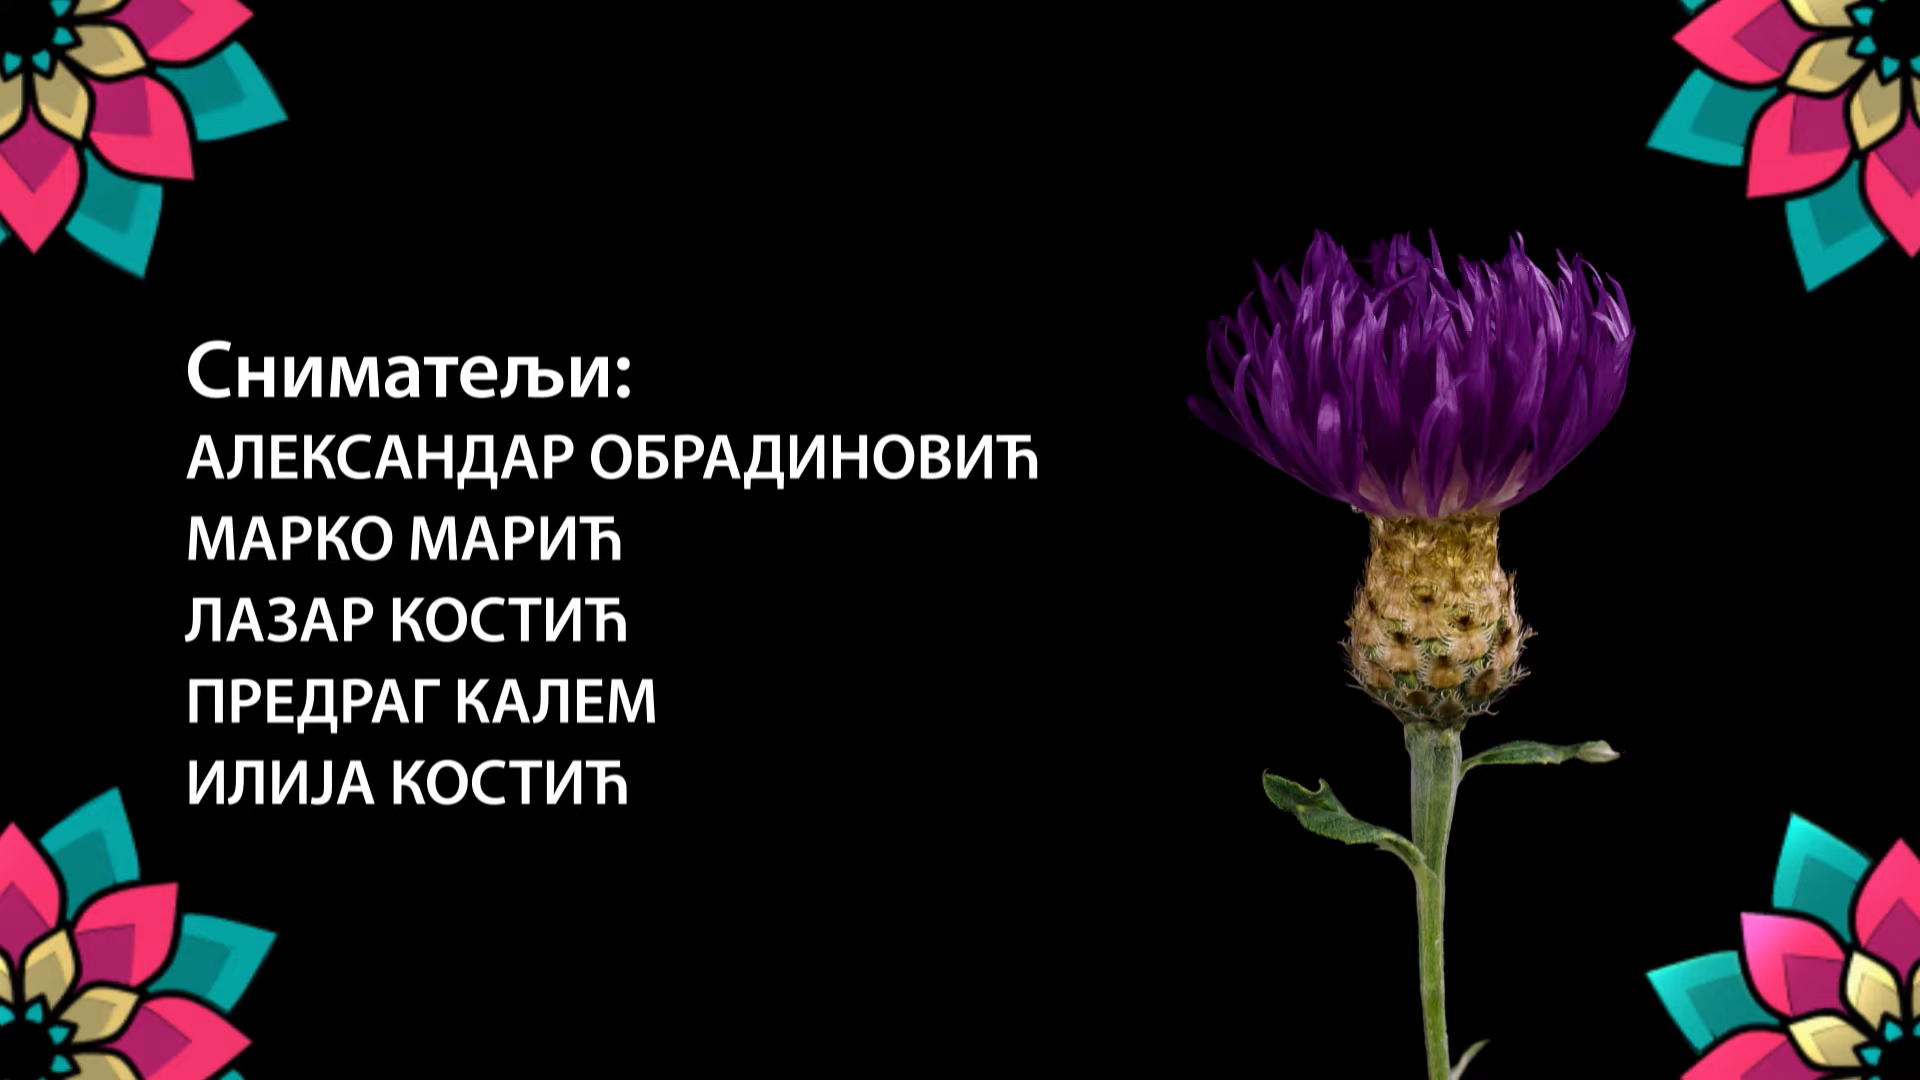 Сниматељи:
АЛЕКСАНДАР ОБРАДИНОВИЋ
МАРКО МАРИЋ
ЛАЗАР КОСТИЋ
ПРЕДРАГ КАЛЕМ
ИЛИЈА КОСТИЋ